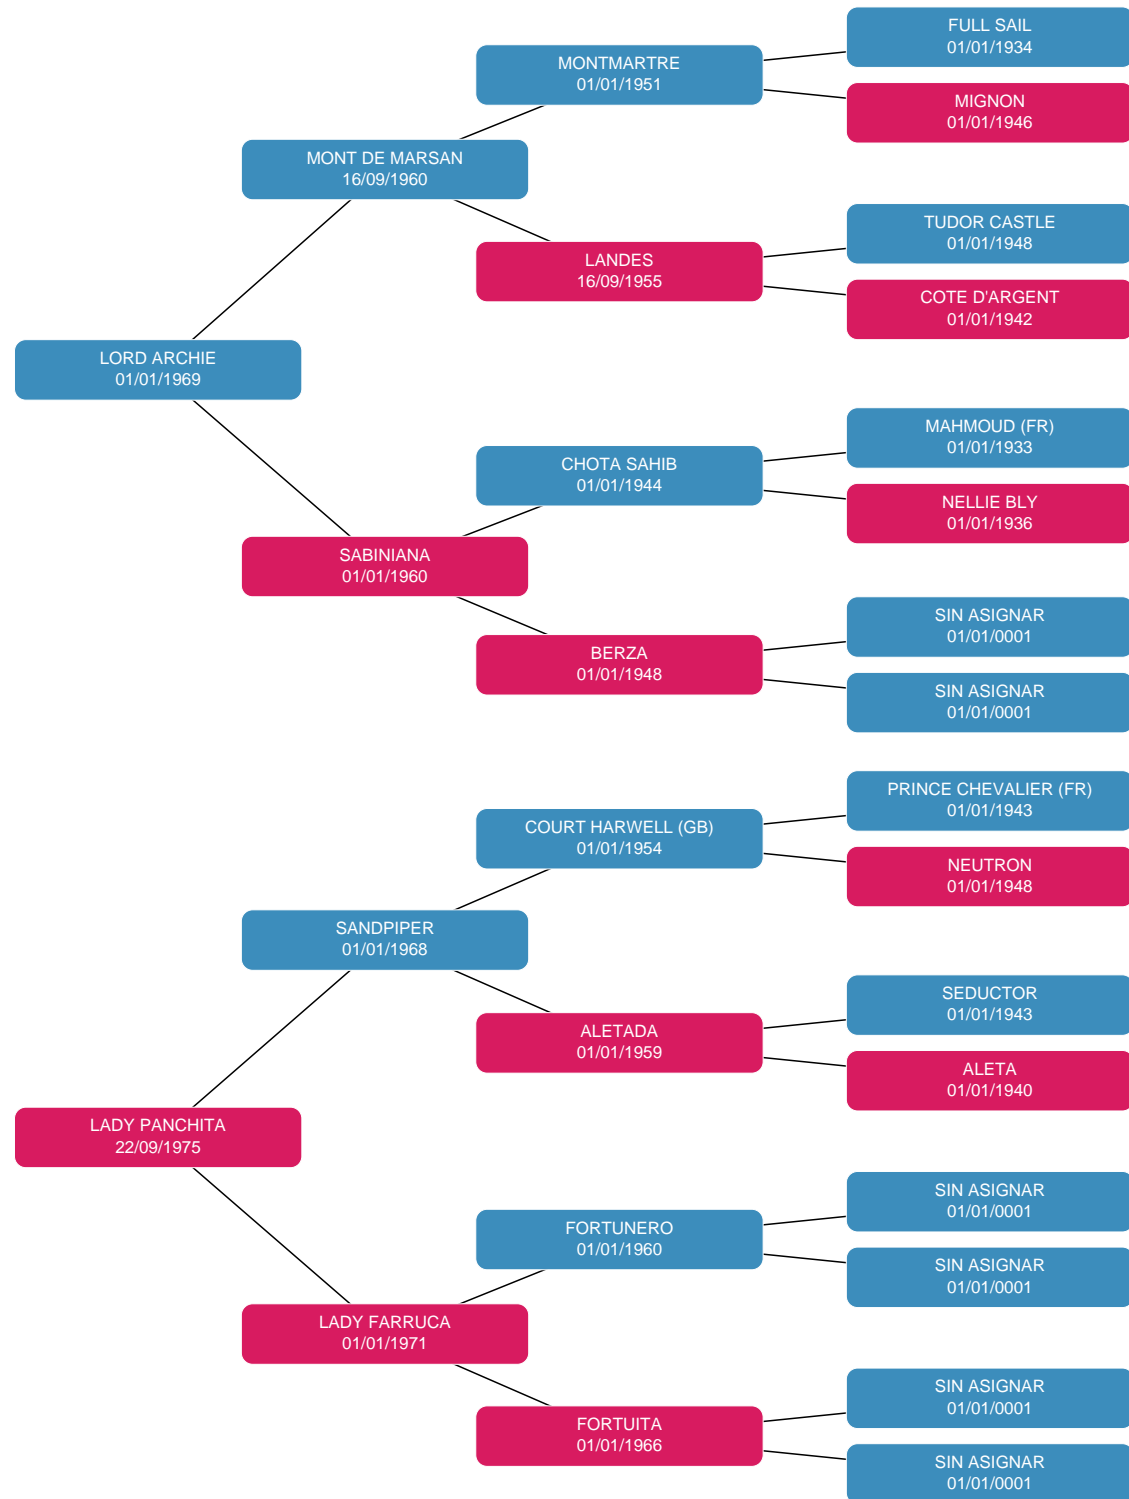 FULL SAIL
01/01/1934
MONTMARTRE
01/01/1951
MIGNON
01/01/1946
MONT DE MARSAN
16/09/1960
TUDOR CASTLE
01/01/1948
LANDES
16/09/1955
COTE D'ARGENT
01/01/1942
LORD ARCHIE
01/01/1969
MAHMOUD (FR)
01/01/1933
CHOTA SAHIB
01/01/1944
NELLIE BLY
01/01/1936
SABINIANA
01/01/1960
SIN ASIGNAR
01/01/0001
BERZA
01/01/1948
SIN ASIGNAR
01/01/0001
PRINCE CHEVALIER (FR)
01/01/1943
COURT HARWELL (GB)
01/01/1954
NEUTRON
01/01/1948
SANDPIPER
01/01/1968
SEDUCTOR
01/01/1943
ALETADA
01/01/1959
ALETA
01/01/1940
LADY PANCHITA
22/09/1975
SIN ASIGNAR
01/01/0001
FORTUNERO
01/01/1960
SIN ASIGNAR
01/01/0001
LADY FARRUCA
01/01/1971
SIN ASIGNAR
01/01/0001
FORTUITA
01/01/1966
SIN ASIGNAR
01/01/0001